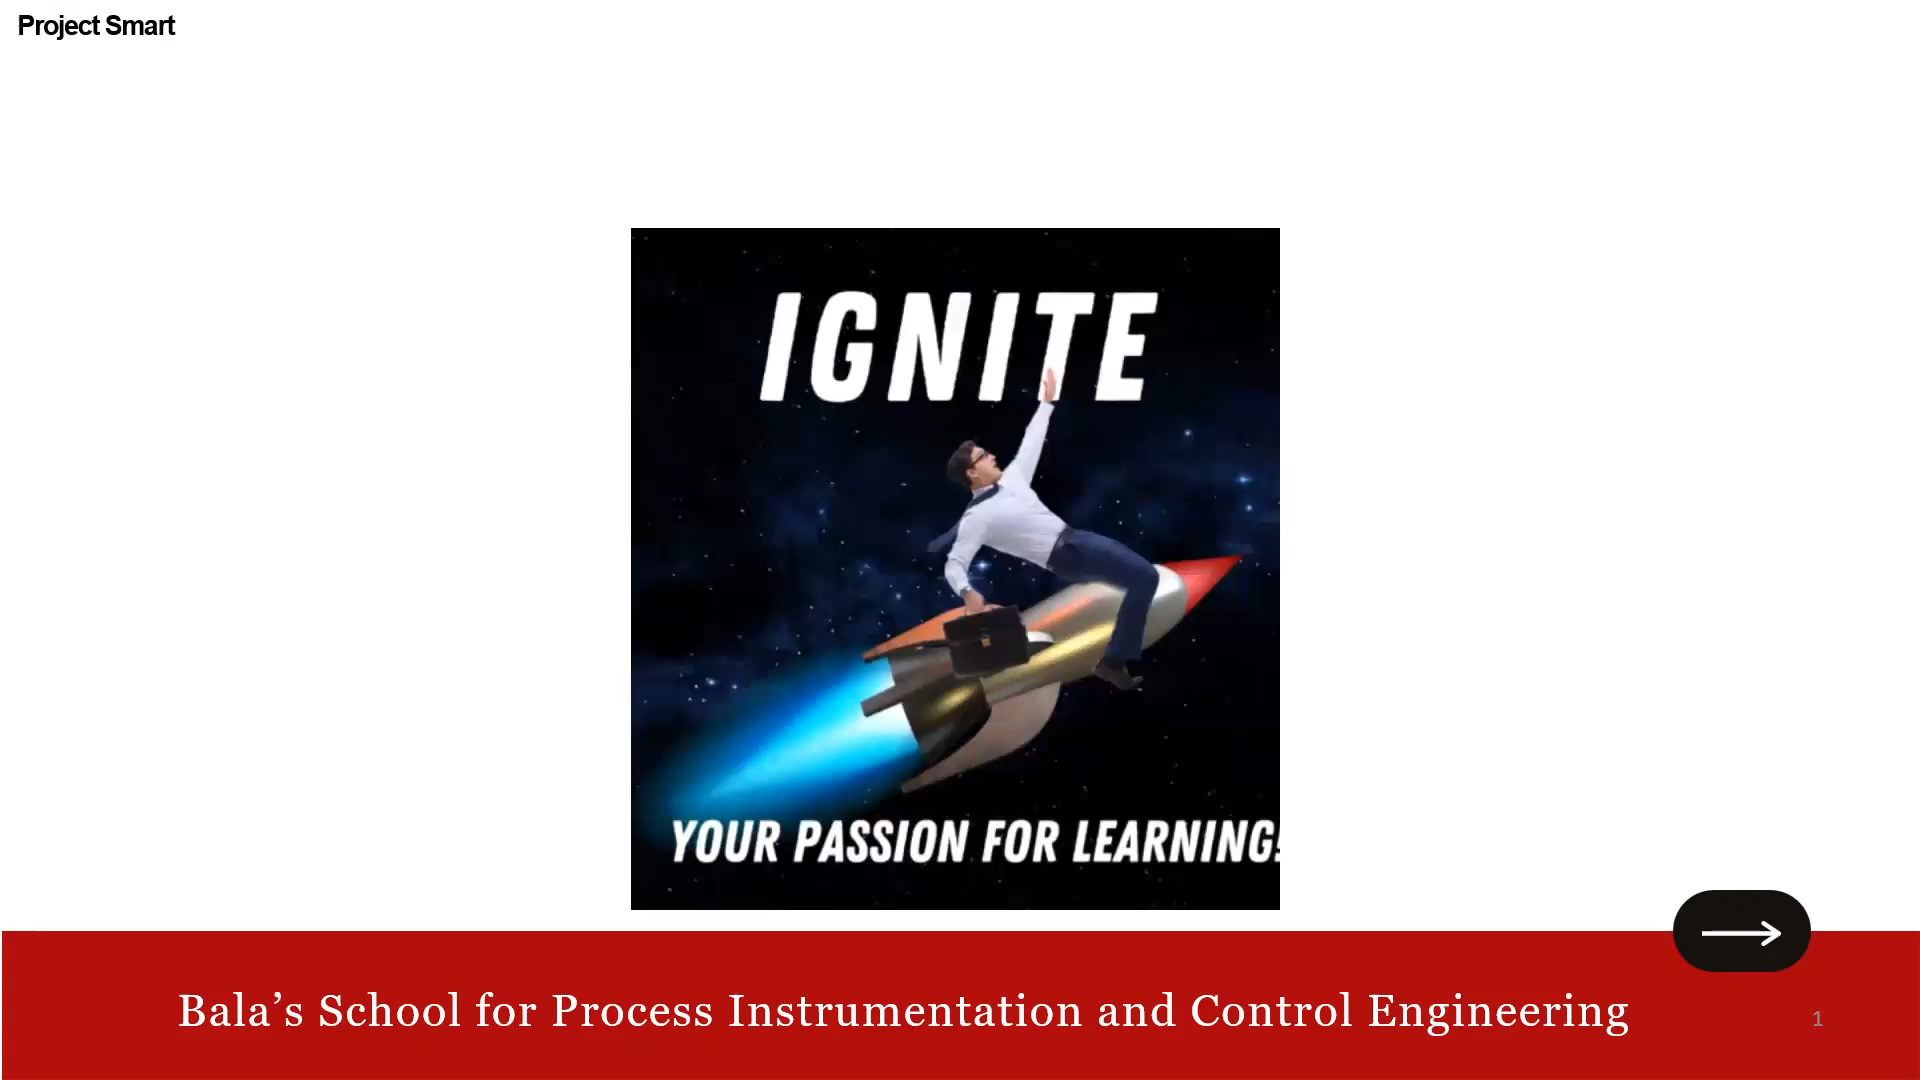 Project Smart
IGNITE
YOUR PASSION FOR LEARNING!
Bala’s School for Process Instrumentation and Control Engineering
1